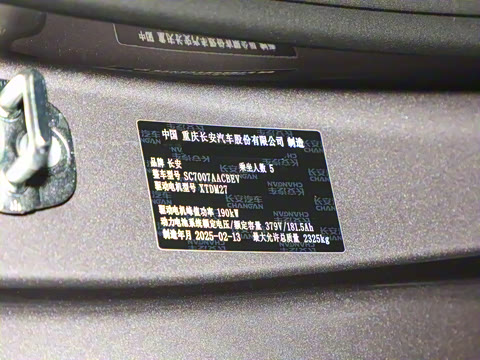 中国 重庆长安汽车股份有限公司 制造
品牌 长安 乘坐人数 5
整车型号 SC7007AACBEV
驱动电机型号 XTDM27
驱动电机峰值功率 190kW
动力电池系统额定电压/额定容量 379V/181.5Ah
制造年月 2025-02-13 最大允许总质量 2325kg